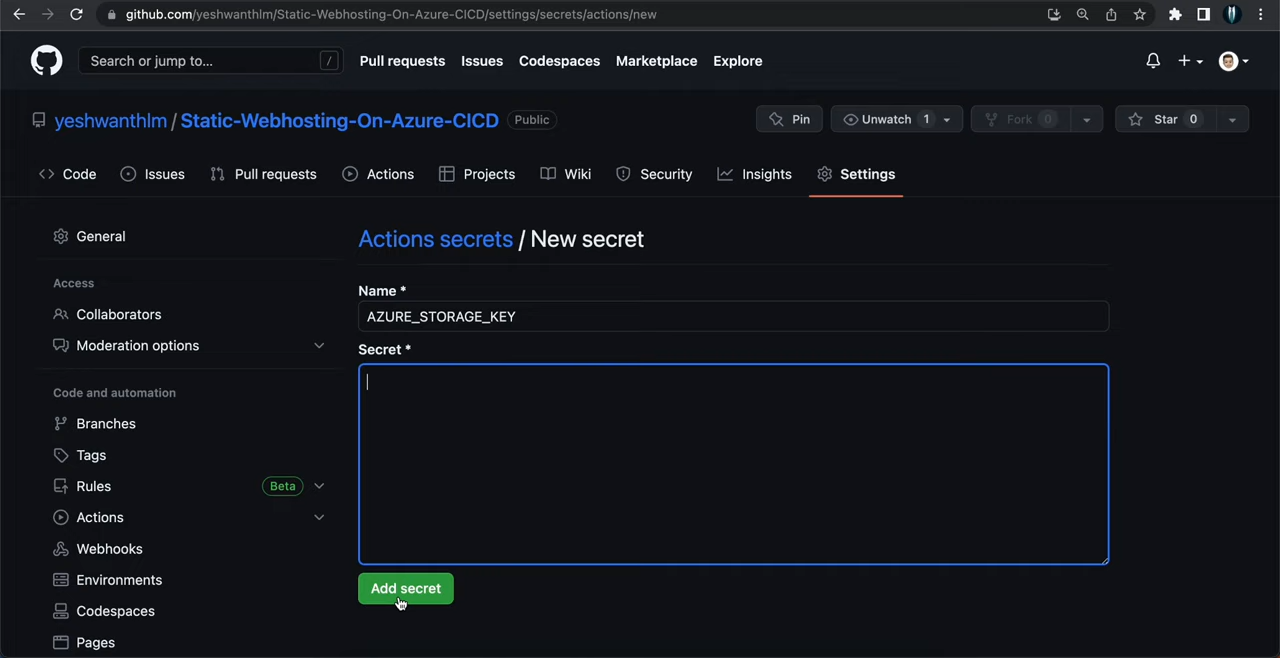 github.com/yeshwanthlm/Static-Webhosting-On-Azure-CICD/settings/secrets/actions/new
Search or jump to... /
Pull requests Issues Codespaces Marketplace Explore
yeshwanthlm / Static-Webhosting-On-Azure-CICD Public
Pin Unwatch 1 Fork 0 Star 0
Code Issues Pull requests Actions Projects Wiki Security Insights Settings
General
Access
Collaborators
Moderation options
Code and automation
Branches
Tags
Rules Beta
Actions
Webhooks
Environments
Codespaces
Pages
Actions secrets / New secret
Name *
AZURE_STORAGE_KEY
Secret *
Add secret